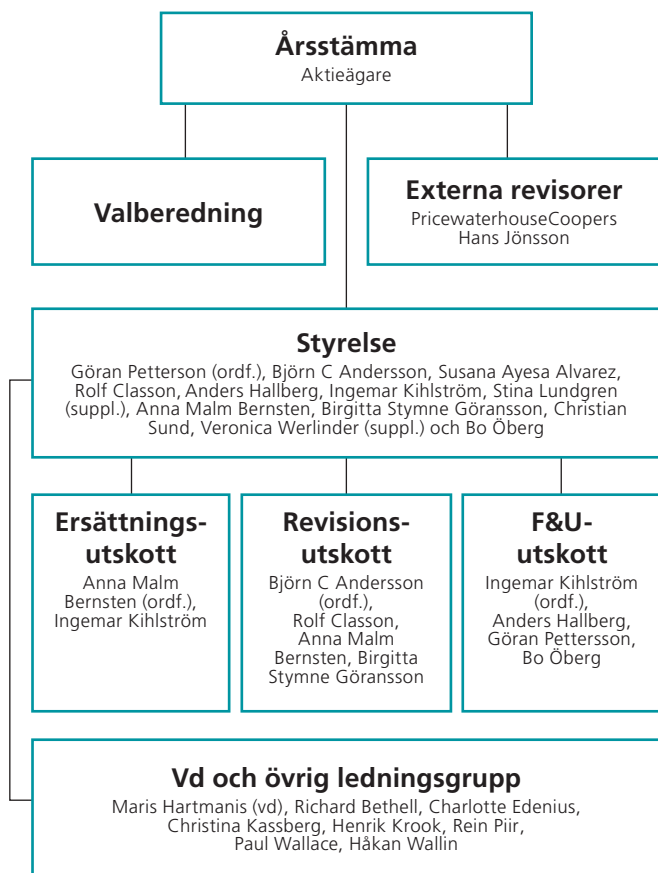 Årsstämma
Aktieägare
Valberedning
Externa revisorer
PricewaterhouseCoopers
Hans Jönsson
Styrelse
Göran Petterson (ordf.), Björn C Andersson, Susana Ayesa Alvarez,
Rolf Classon, Anders Hallberg, Ingemar Kihlström, Stina Lundgren
(suppl.), Anna Malm Bernsten, Birgitta Stymne Göransson, Christian
Sund, Veronica Werlinder (suppl.) och Bo Öberg
Ersättnings-
utskott
Anna Malm
Bernsten (ordf.),
Ingemar Kihlström
Revisions-
utskott
Björn C Andersson
(ordf.),
Rolf Classon,
Anna Malm
Bernsten, Birgitta
Stymne Göransson
F&U-
utskott
Ingemar Kihlström
(ordf.),
Anders Hallberg,
Göran Pettersson,
Bo Öberg
Vd och övrig ledningsgrupp
Maris Hartmanis (vd), Richard Bethell, Charlotte Edenius,
Christina Kassberg, Henrik Krook, Rein Piir,
Paul Wallace, Håkan Wallin